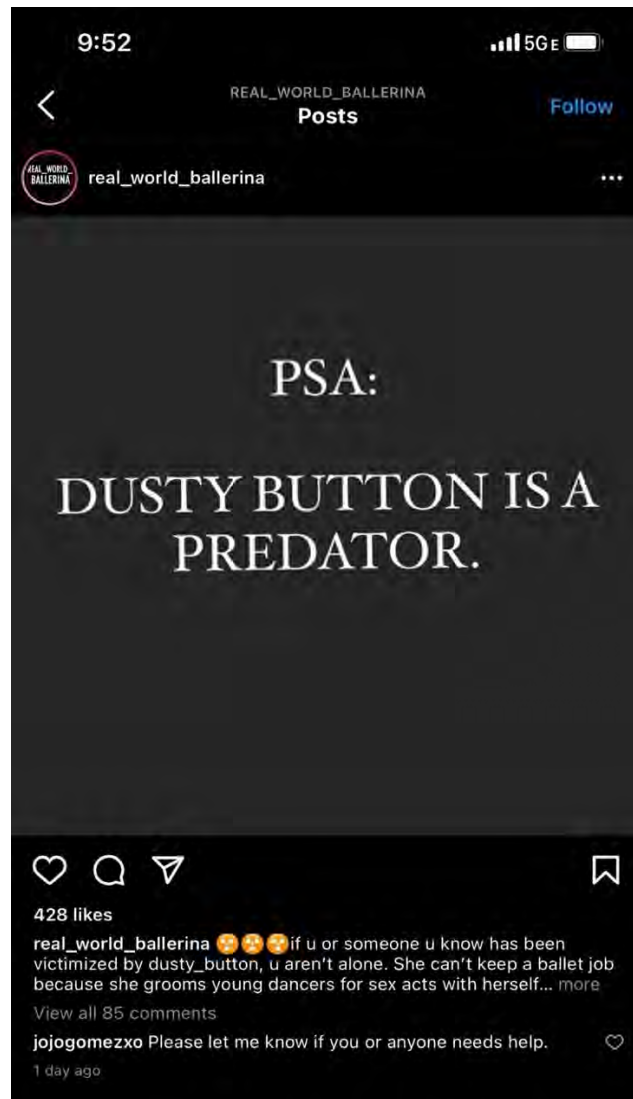 9:52
5GE
REAL_WORLD_BALLERINA
Posts
Follow
REAL_WORLD_
BALLERINA
real_world_ballerina
PSA:
DUSTY BUTTON IS A
PREDATOR.
428 likes
real_world_ballerina if u or someone u know has been
victimized by dusty_button, u aren't alone. She can't keep a ballet job
because she grooms young dancers for sex acts with herself... more
View all 85 comments
jojogomezxo Please let me know if you or anyone needs help.
1 day ago